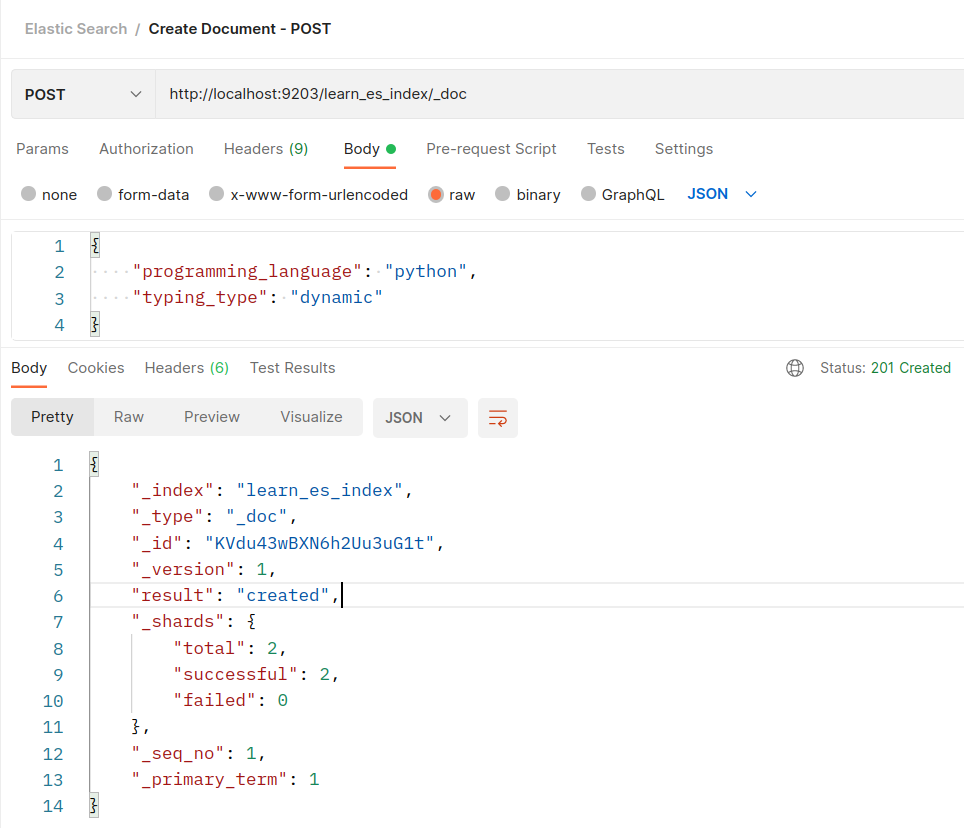 Elastic Search / Create Document - POST
POST http://localhost:9203/learn_es_index/_doc
Params Authorization Headers (9) Body Pre-request Script Tests Settings
none form-data x-www-form-urlencoded raw binary GraphQL JSON
1 {
2 ····"programming_language":·"python",
3 ····"typing_type":·"dynamic"
4 }
Body Cookies Headers (6) Test Results Status: 201 Created
Pretty Raw Preview Visualize JSON
1 {
2     "_index": "learn_es_index",
3     "_type": "_doc",
4     "_id": "KVdu43wBXN6h2Uu3uG1t",
5     "_version": 1,
6     "result": "created",
7     "_shards": {
8         "total": 2,
9         "successful": 2,
10         "failed": 0
11     },
12     "_seq_no": 1,
13     "_primary_term": 1
14 }